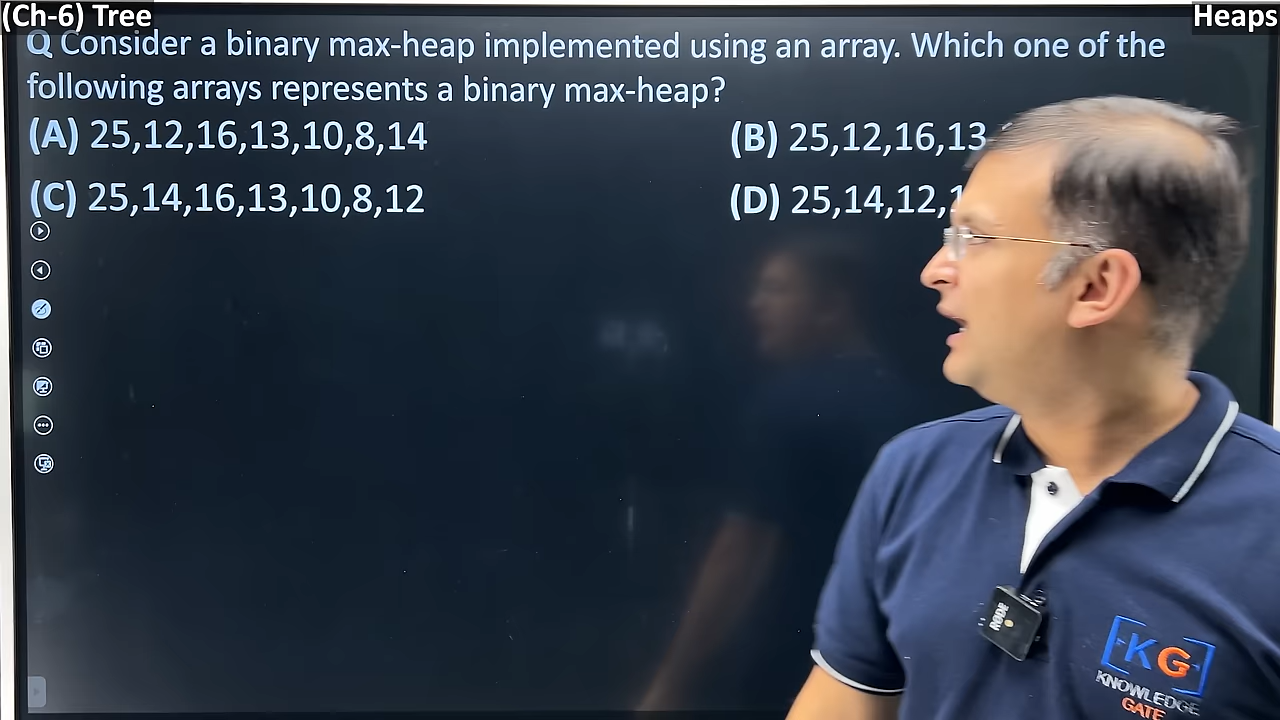 (Ch-6) Tree
Heaps
Q Consider a binary max-heap implemented using an array. Which one of the
following arrays represents a binary max-heap?
(A) 25,12,16,13,10,8,14
(B) 25,12,16,13
(C) 25,14,16,13,10,8,12
(D) 25,14,12,1
RODE
KG
KNOWLEDGE
GATE